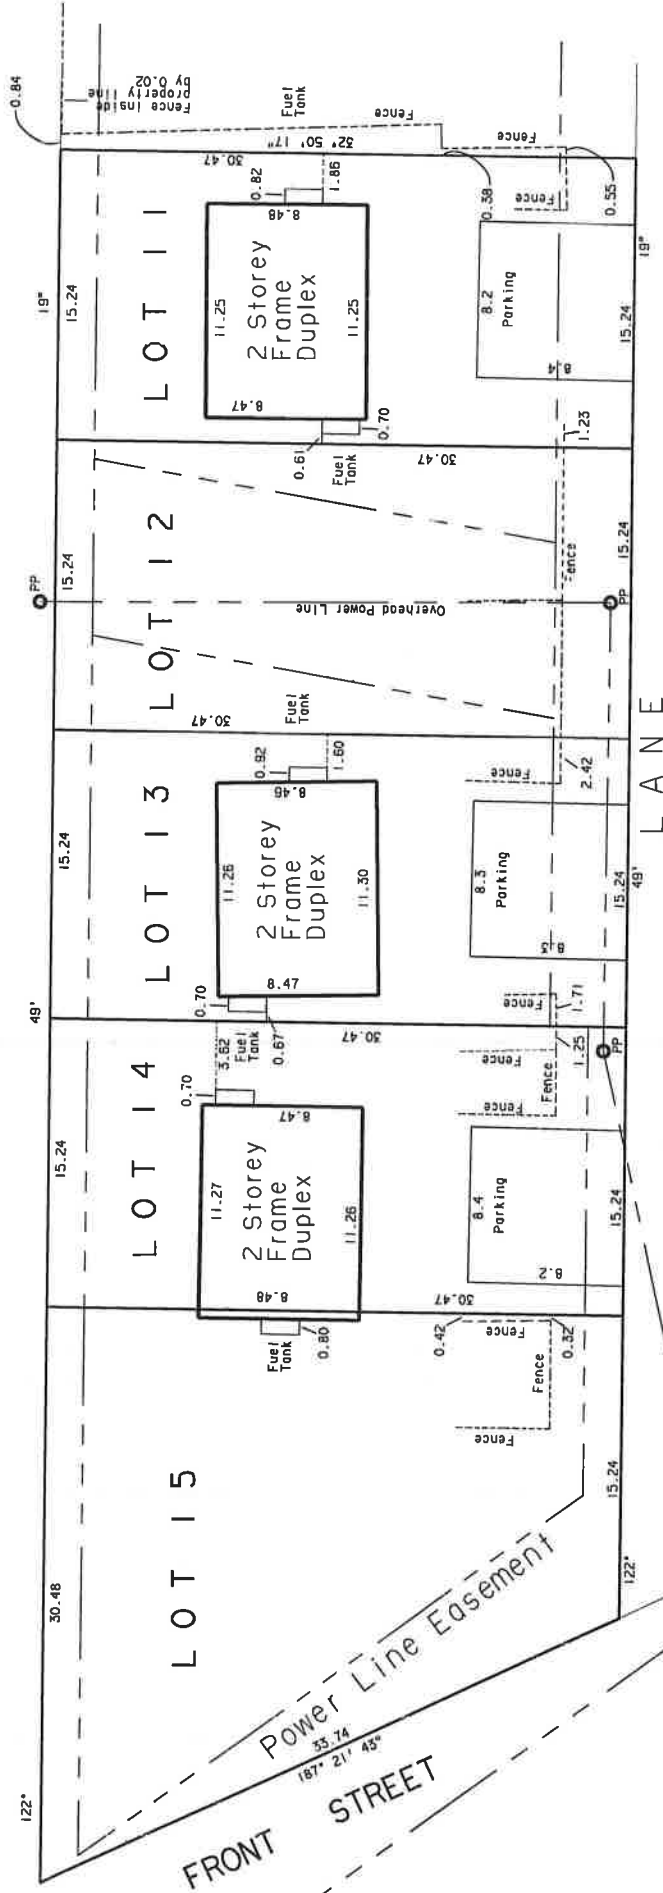 0.84
Fence inside
property line
by 0.02
Fuel
Tank
Fence
Fence
32° 50' 17"
30.47
0.38
0.55
19"
15.24
LOT 11
0.82
1.86
8.48
11.25
2 Storey
Frame
Duplex
11.25
8.47
0.70
0.61
Fuel
Tank
Fence
8.2
Parking
8.4
15.24
19"
30.47
1.23
15.24
LOT 12
PP
Overhead Power Line
Fence
15.24
PP
30.47
Fuel
Tank
LANE
15.24
LOT 13
0.92
1.60
8.46
11.26
2 Storey
Frame
Duplex
11.30
8.47
0.70
0.67
Fence
2.42
8.3
Parking
8.3
15.24
49'
Fence
1.71
49'
30.47
15.24
LOT 14
3.62
Fuel
Tank
0.70
8.47
11.27
2 Storey
Frame
Duplex
11.26
8.48
0.80
Fuel
Tank
Fence
1.25
PP
Fence
Fence
8.4
Parking
8.2
15.24
30.47
0.42
Fence
0.32
Fence
Fence
30.48
LOT 15
15.24
122°
122°
Power Line Easement
33.74
187° 21' 43"
FRONT STREET